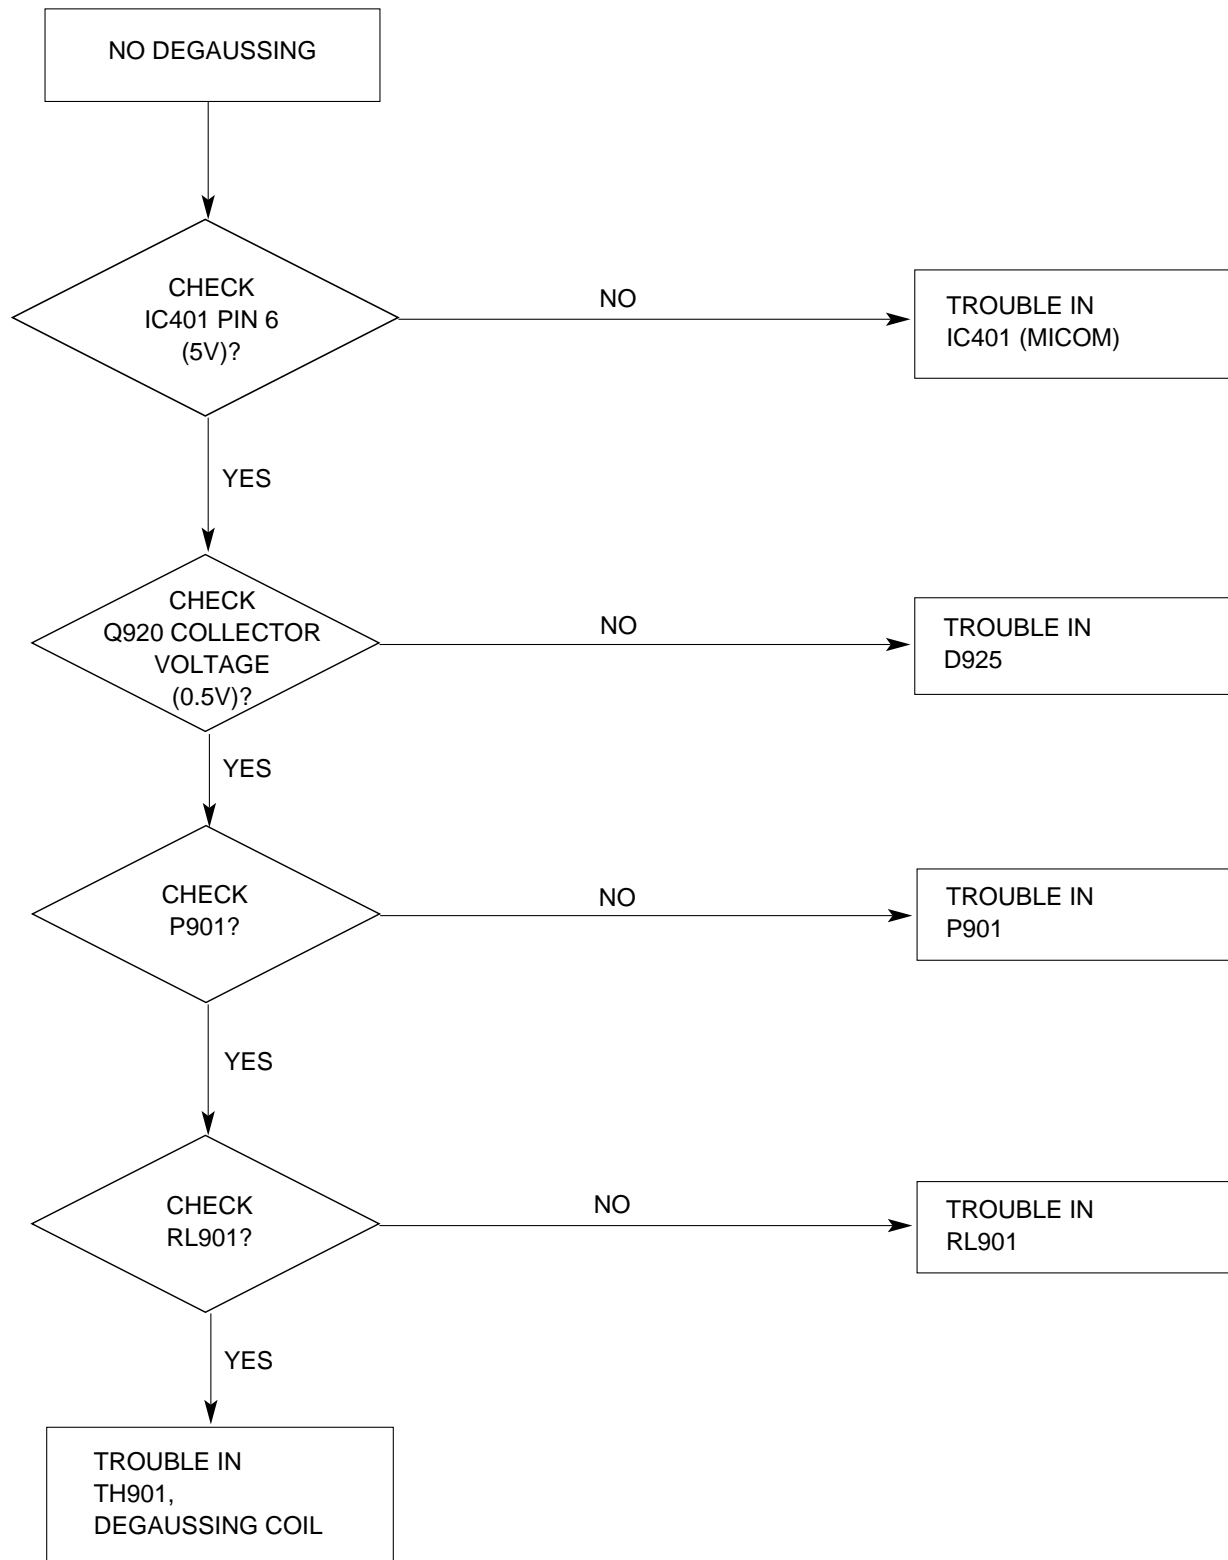 NO DEGAUSSING
CHECK
IC401 PIN 6
(5V)?
NO
TROUBLE IN
IC401 (MICOM)
YES
CHECK
Q920 COLLECTOR
VOLTAGE
(0.5V)?
NO
TROUBLE IN
D925
YES
CHECK
P901?
NO
TROUBLE IN
P901
YES
CHECK
RL901?
NO
TROUBLE IN
RL901
YES
TROUBLE IN
TH901,
DEGAUSSING COIL